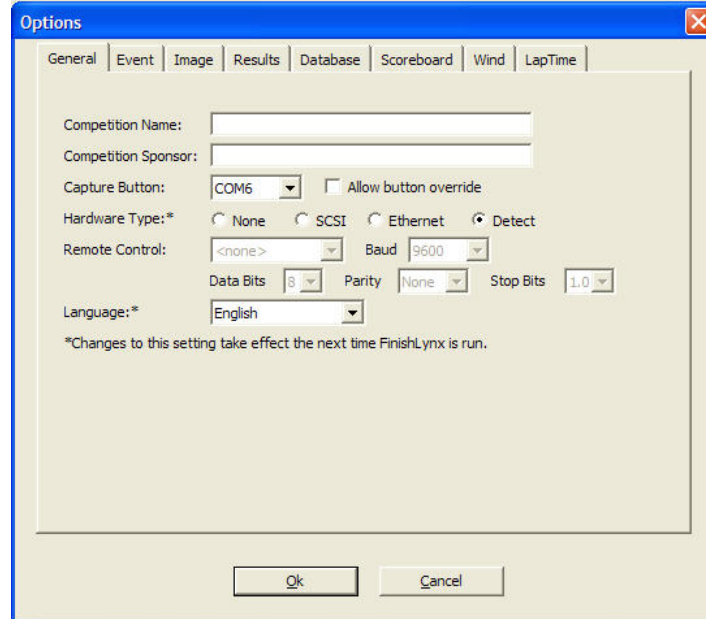 Options
General Event Image Results Database Scoreboard Wind LapTime
Competition Name:
Competition Sponsor:
Capture Button: COM6 Allow button override
Hardware Type:* None SCSI Ethernet Detect
Remote Control: <none> Baud 9600
Data Bits 8 Parity None Stop Bits 1.0
Language:* English
*Changes to this setting take effect the next time FinishLynx is run.
Ok Cancel